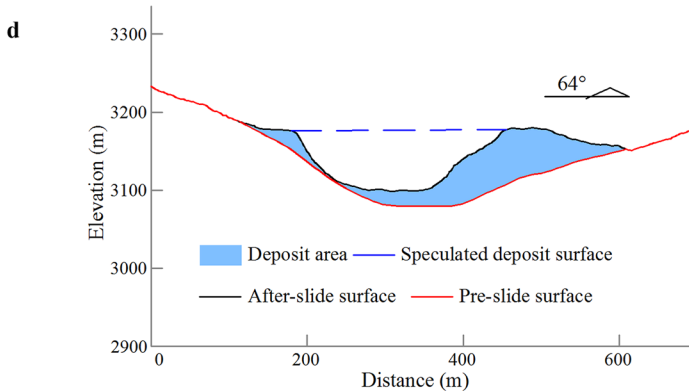 d
3300
64°
3200
3100
3000
2900
Elevation (m)
Deposit area
Speculated deposit surface
After-slide surface
Pre-slide surface
0 200 400 600
Distance (m)